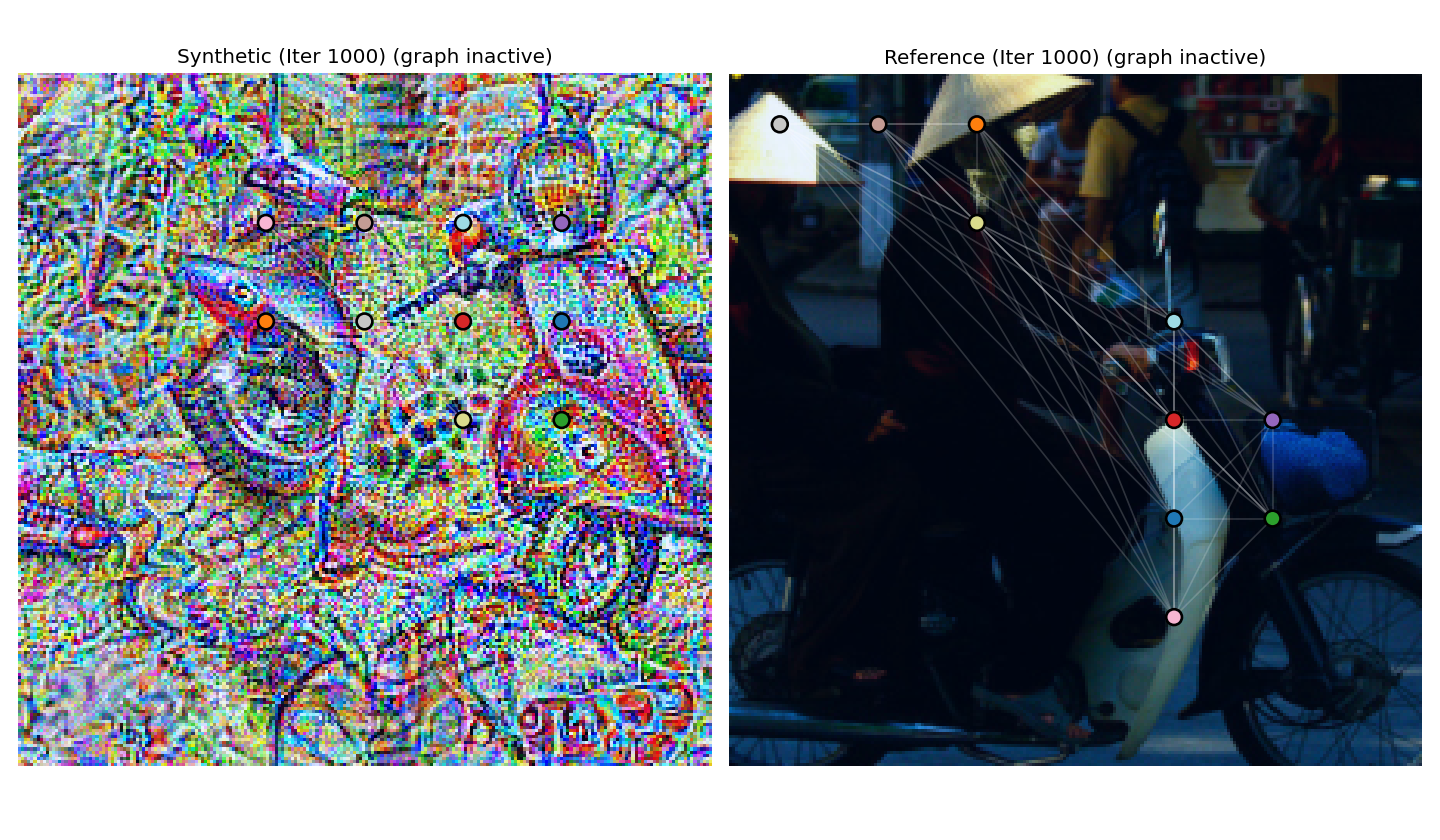 Synthetic (Iter 1000) (graph inactive)
Reference (Iter 1000) (graph inactive)